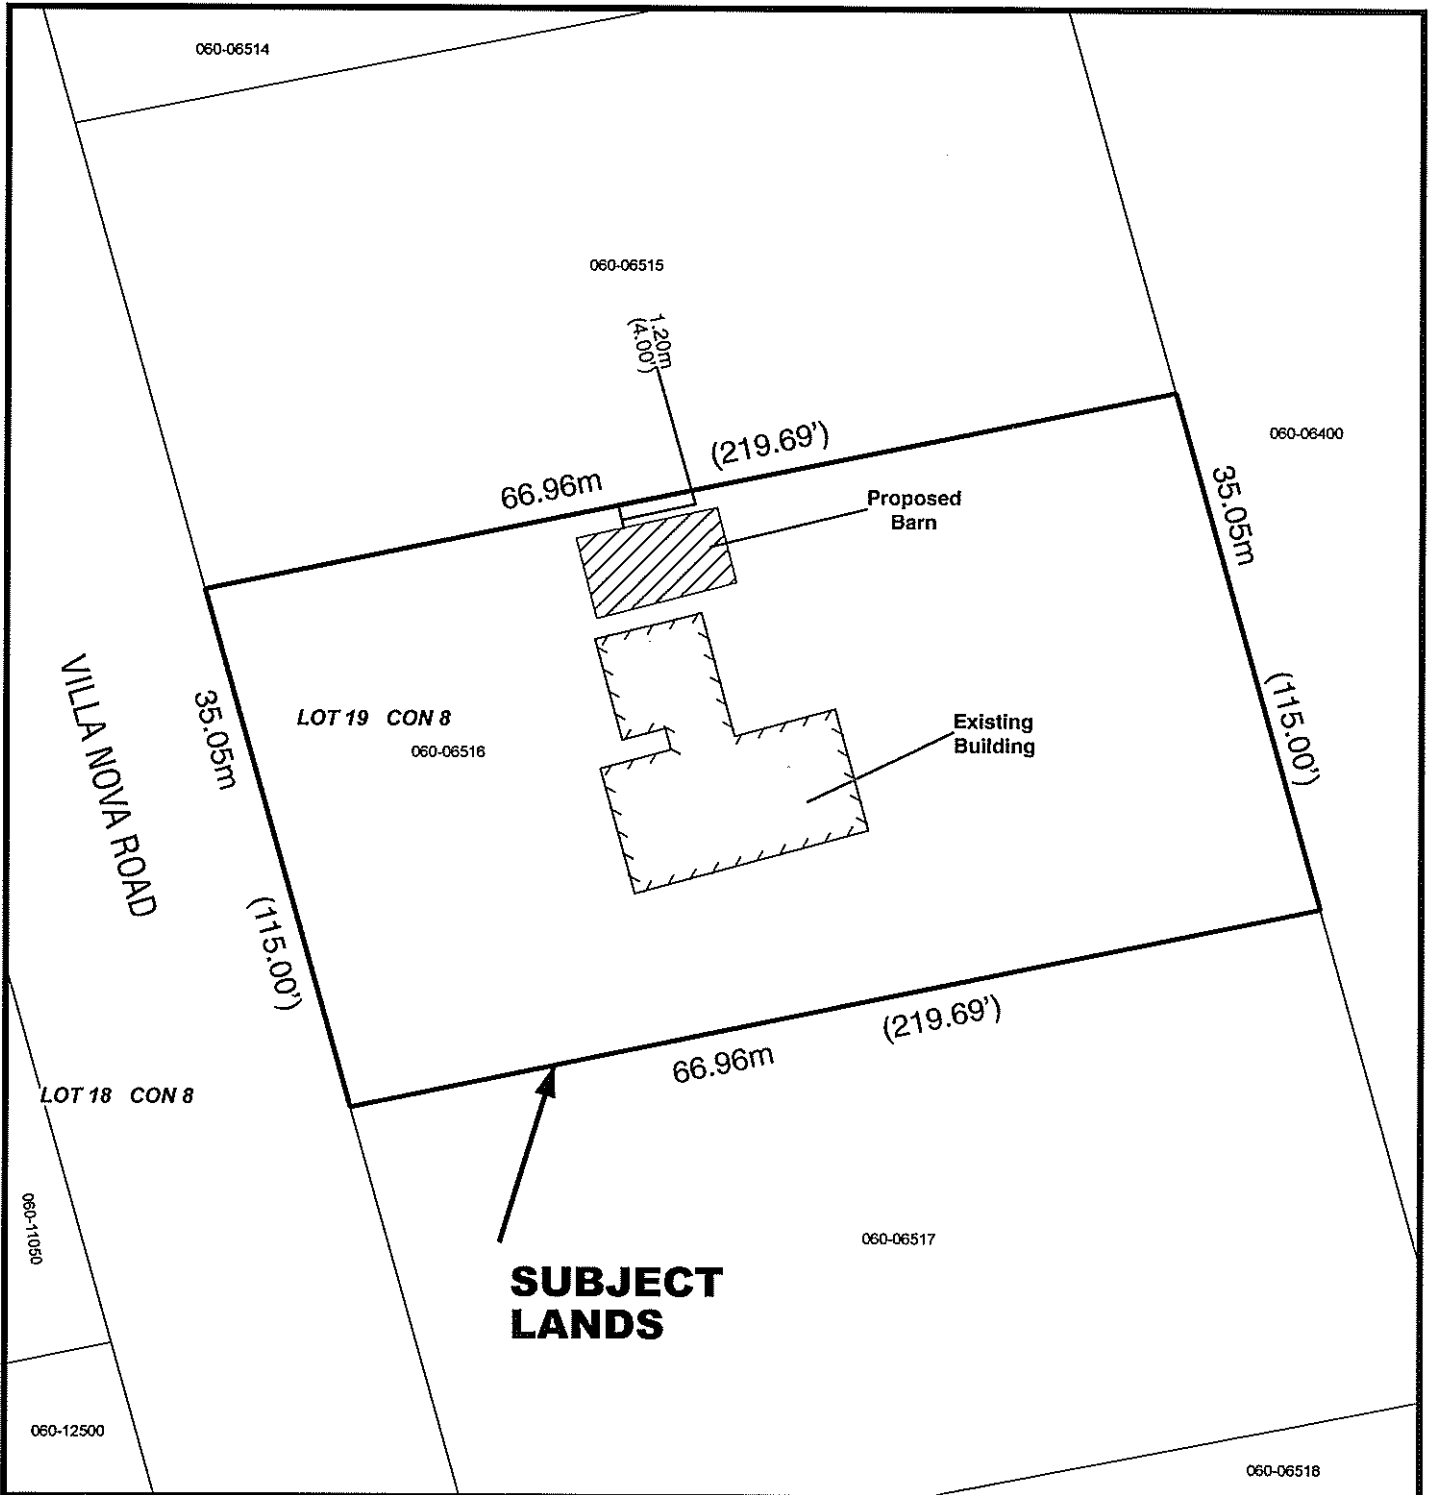 060-06514
060-06515
1.20m
(4.00')
(219.69')
66.96m
060-06400
35.05m
Proposed
Barn
(115.00')
VILLA NOVA ROAD
35.05m
LOT 19 CON 8
060-06516
Existing
Building
(115.00')
(219.69')
66.96m
LOT 18 CON 8
060-11050
060-06517
SUBJECT
LANDS
060-12500
060-06518